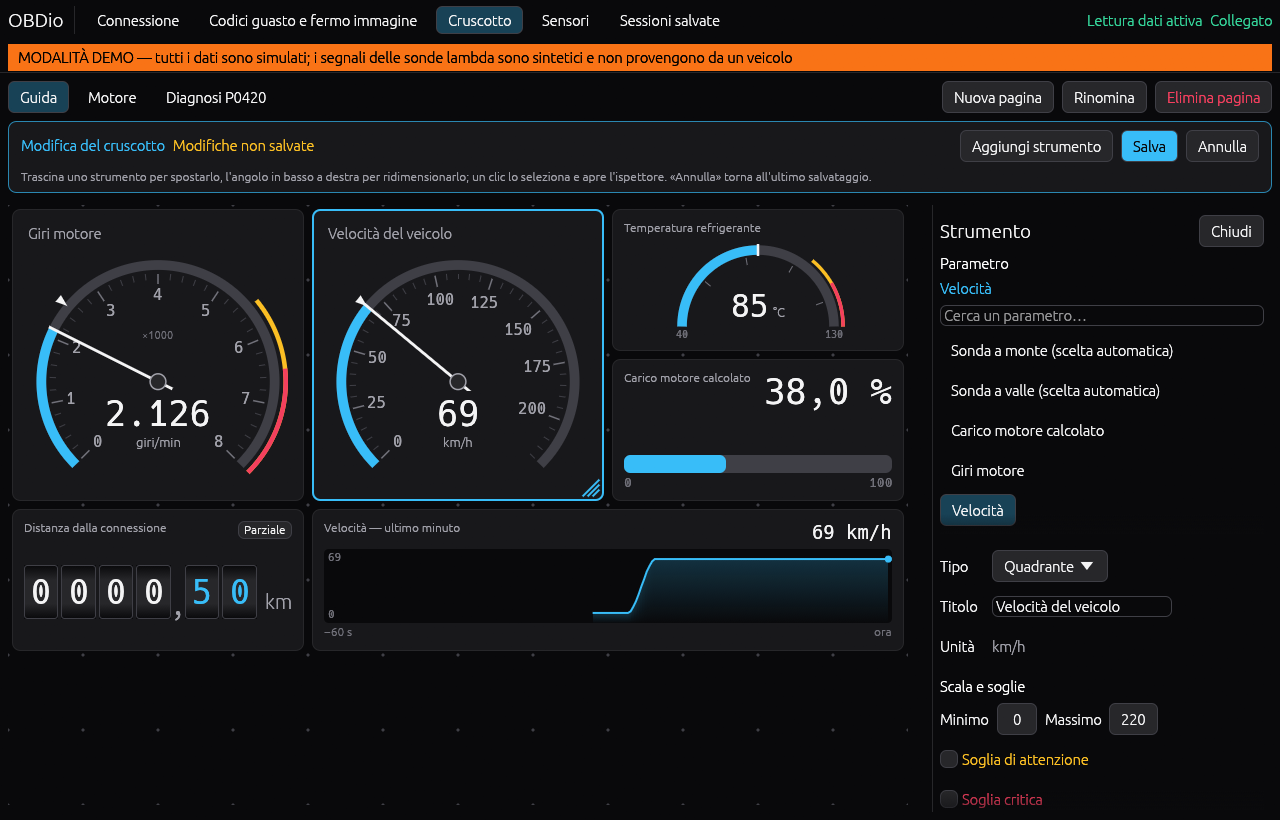 OBDio Connessione Codici guasto e fermo immagine Cruscotto Sensori Sessioni salvate Lettura dati attiva Collegato
MODALITÀ DEMO — tutti i dati sono simulati; i segnali delle sonde lambda sono sintetici e non provengono da un veicolo
Guida Motore Diagnosi P0420 Nuova pagina Rinomina Elimina pagina
Modifica del cruscotto Modifiche non salvate Aggiungi strumento Salva Annulla
Trascina uno strumento per spostarlo, l'angolo in basso a destra per ridimensionarlo; un clic lo seleziona e apre l'ispettore. «Annulla» torna all'ultimo salvataggio.
Giri motore
0 1 2 3 4 5 6 7 8
×1000
2.126
giri/min
Velocità del veicolo
0 25 50 75 100 125 150 175 200
69
km/h
Temperatura refrigerante
85 °C
40 130
Carico motore calcolato 38,0 %
0 100
Distanza dalla connessione Parziale
0000,50 km
Velocità — ultimo minuto 69 km/h
69
0
−60 s ora
Strumento Chiudi
Parametro
Velocità
Cerca un parametro…
Sonda a monte (scelta automatica)
Sonda a valle (scelta automatica)
Carico motore calcolato
Giri motore
Velocità
Tipo Quadrante
Titolo Velocità del veicolo
Unità km/h
Scala e soglie
Minimo 0 Massimo 220
Soglia di attenzione
Soglia critica